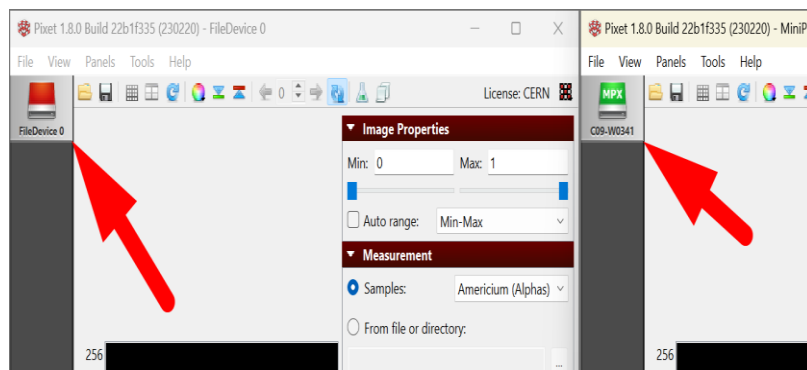 Pixet 1.8.0 Build 22b1f335 (230220) - FileDevice 0
File View Panels Tools Help
0
License: CERN
FileDevice 0
Image Properties
Min: 0 Max: 1
Auto range: Min-Max
Measurement
Samples: Americium (Alphas)
From file or directory:
...
256
Pixet 1.8.0 Build 22b1f335 (230220) - MiniP
File View Panels Tools Help
MPX
C09-W0341
256